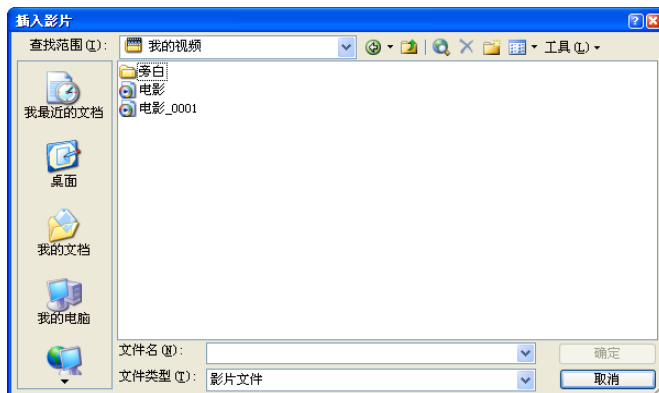 插入影片
查找范围(I): 我的视频 工具(L)
旁白
电影
电影_0001
我最近的文档
桌面
我的文档
我的电脑
文件名(N): 确定
文件类型(T): 影片文件 取消